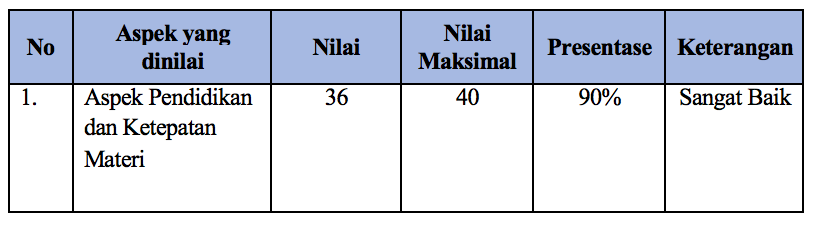 No Aspek yang dinilai Nilai Nilai Maksimal Presentase Keterangan
1. Aspek Pendidikan 36 40 90% Sangat Baik
dan Ketepatan
Materi